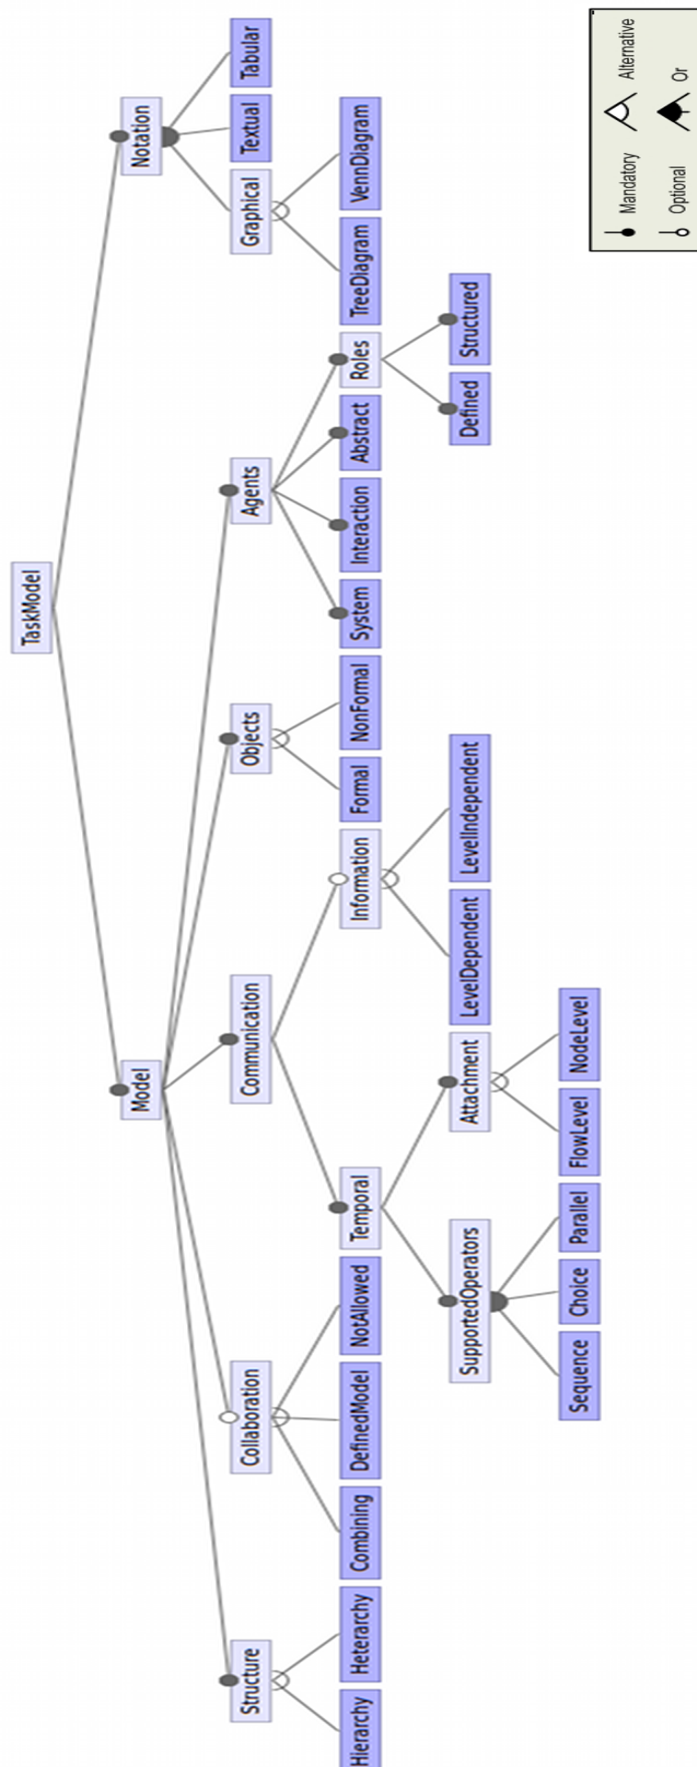 TaskModel
Model
Notation
Structure
Collaboration
Communication
Objects
Agents
Graphical
Textual
Tabular
Hierarchy
Heterarchy
Combining
DefinedModel
NotAllowed
Temporal
Information
Formal
NonFormal
System
Interaction
Abstract
Roles
TreeDiagram
VennDiagram
SupportedOperators
Attachment
LevelDependent
LevelIndependent
Defined
Structured
Sequence
Choice
Parallel
FlowLevel
NodeLevel
Mandatory
Alternative
Optional
Or